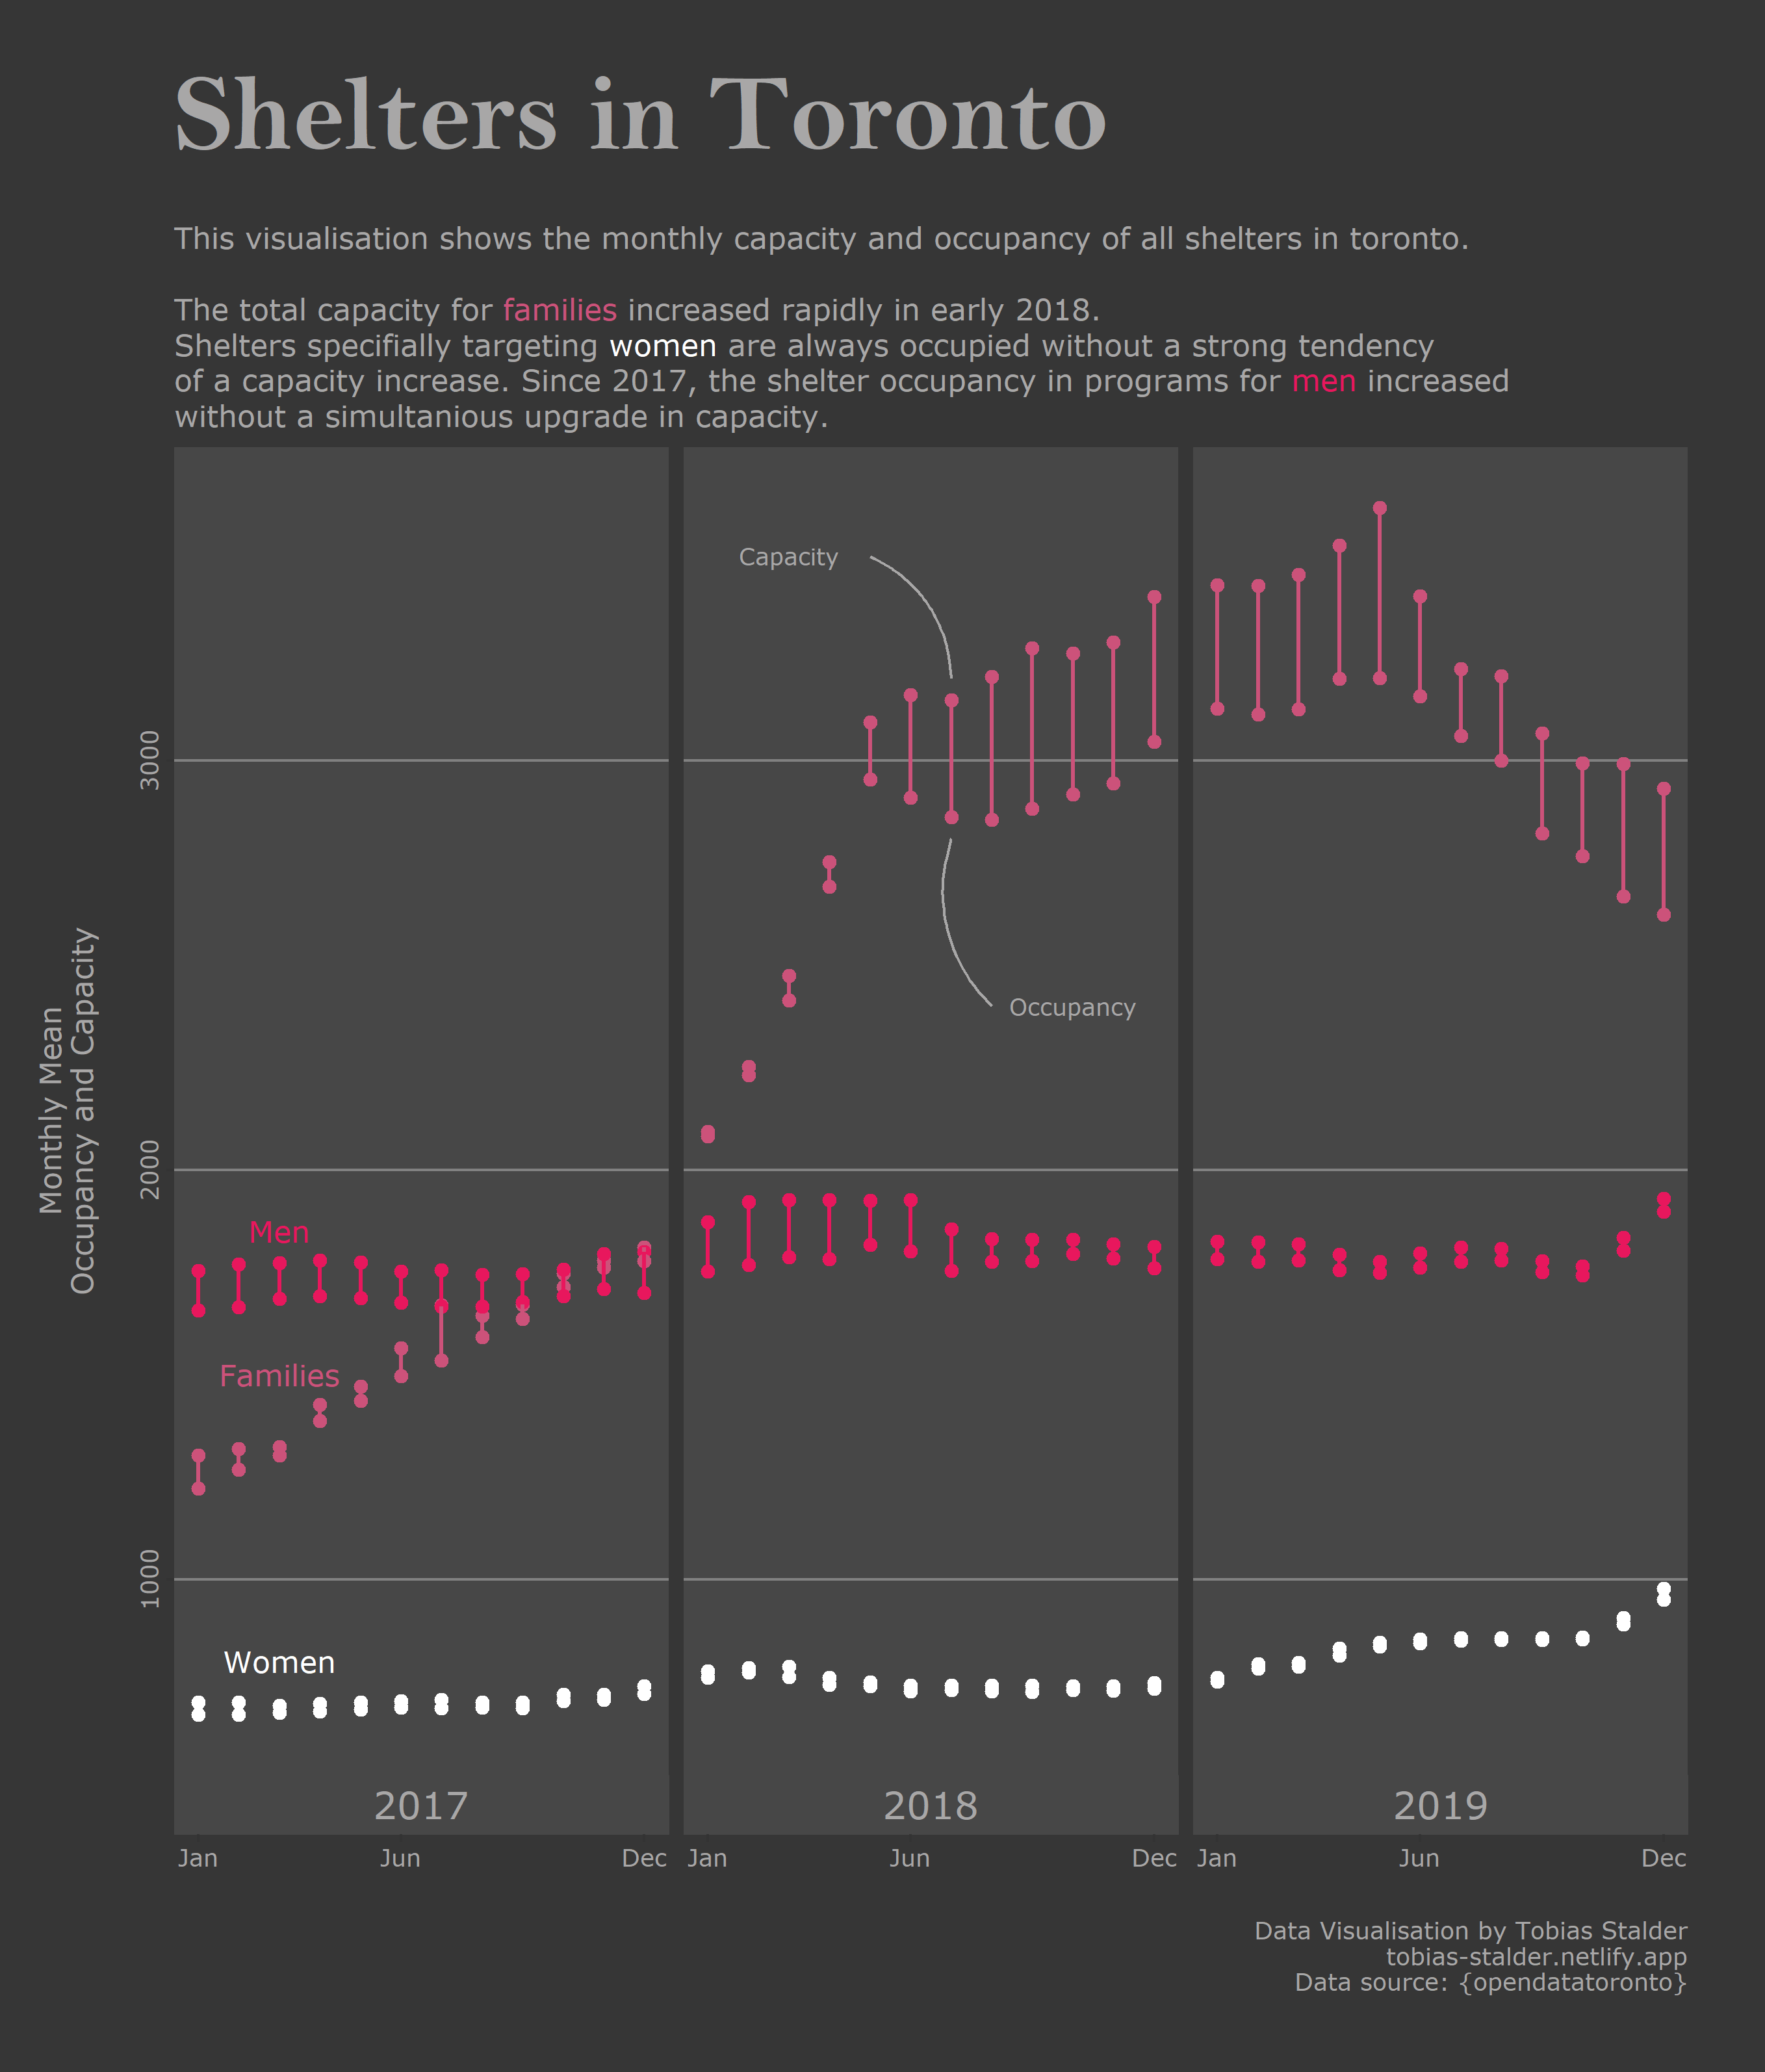 Shelters in Toronto
This visualisation shows the monthly capacity and occupancy of all shelters in toronto.
The total capacity for families increased rapidly in early 2018.
Shelters specifially targeting women are always occupied without a strong tendency
of a capacity increase. Since 2017, the shelter occupancy in programs for men increased
without a simultanious upgrade in capacity.
Monthly Mean
Occupancy and Capacity
3000
2000
1000
Capacity
Occupancy
Men
Families
Women
2017
2018
2019
Jan
Jun
Dec
Jan
Jun
Dec
Jan
Jun
Dec
Data Visualisation by Tobias Stalder
tobias-stalder.netlify.app
Data source: {opendatatoronto}